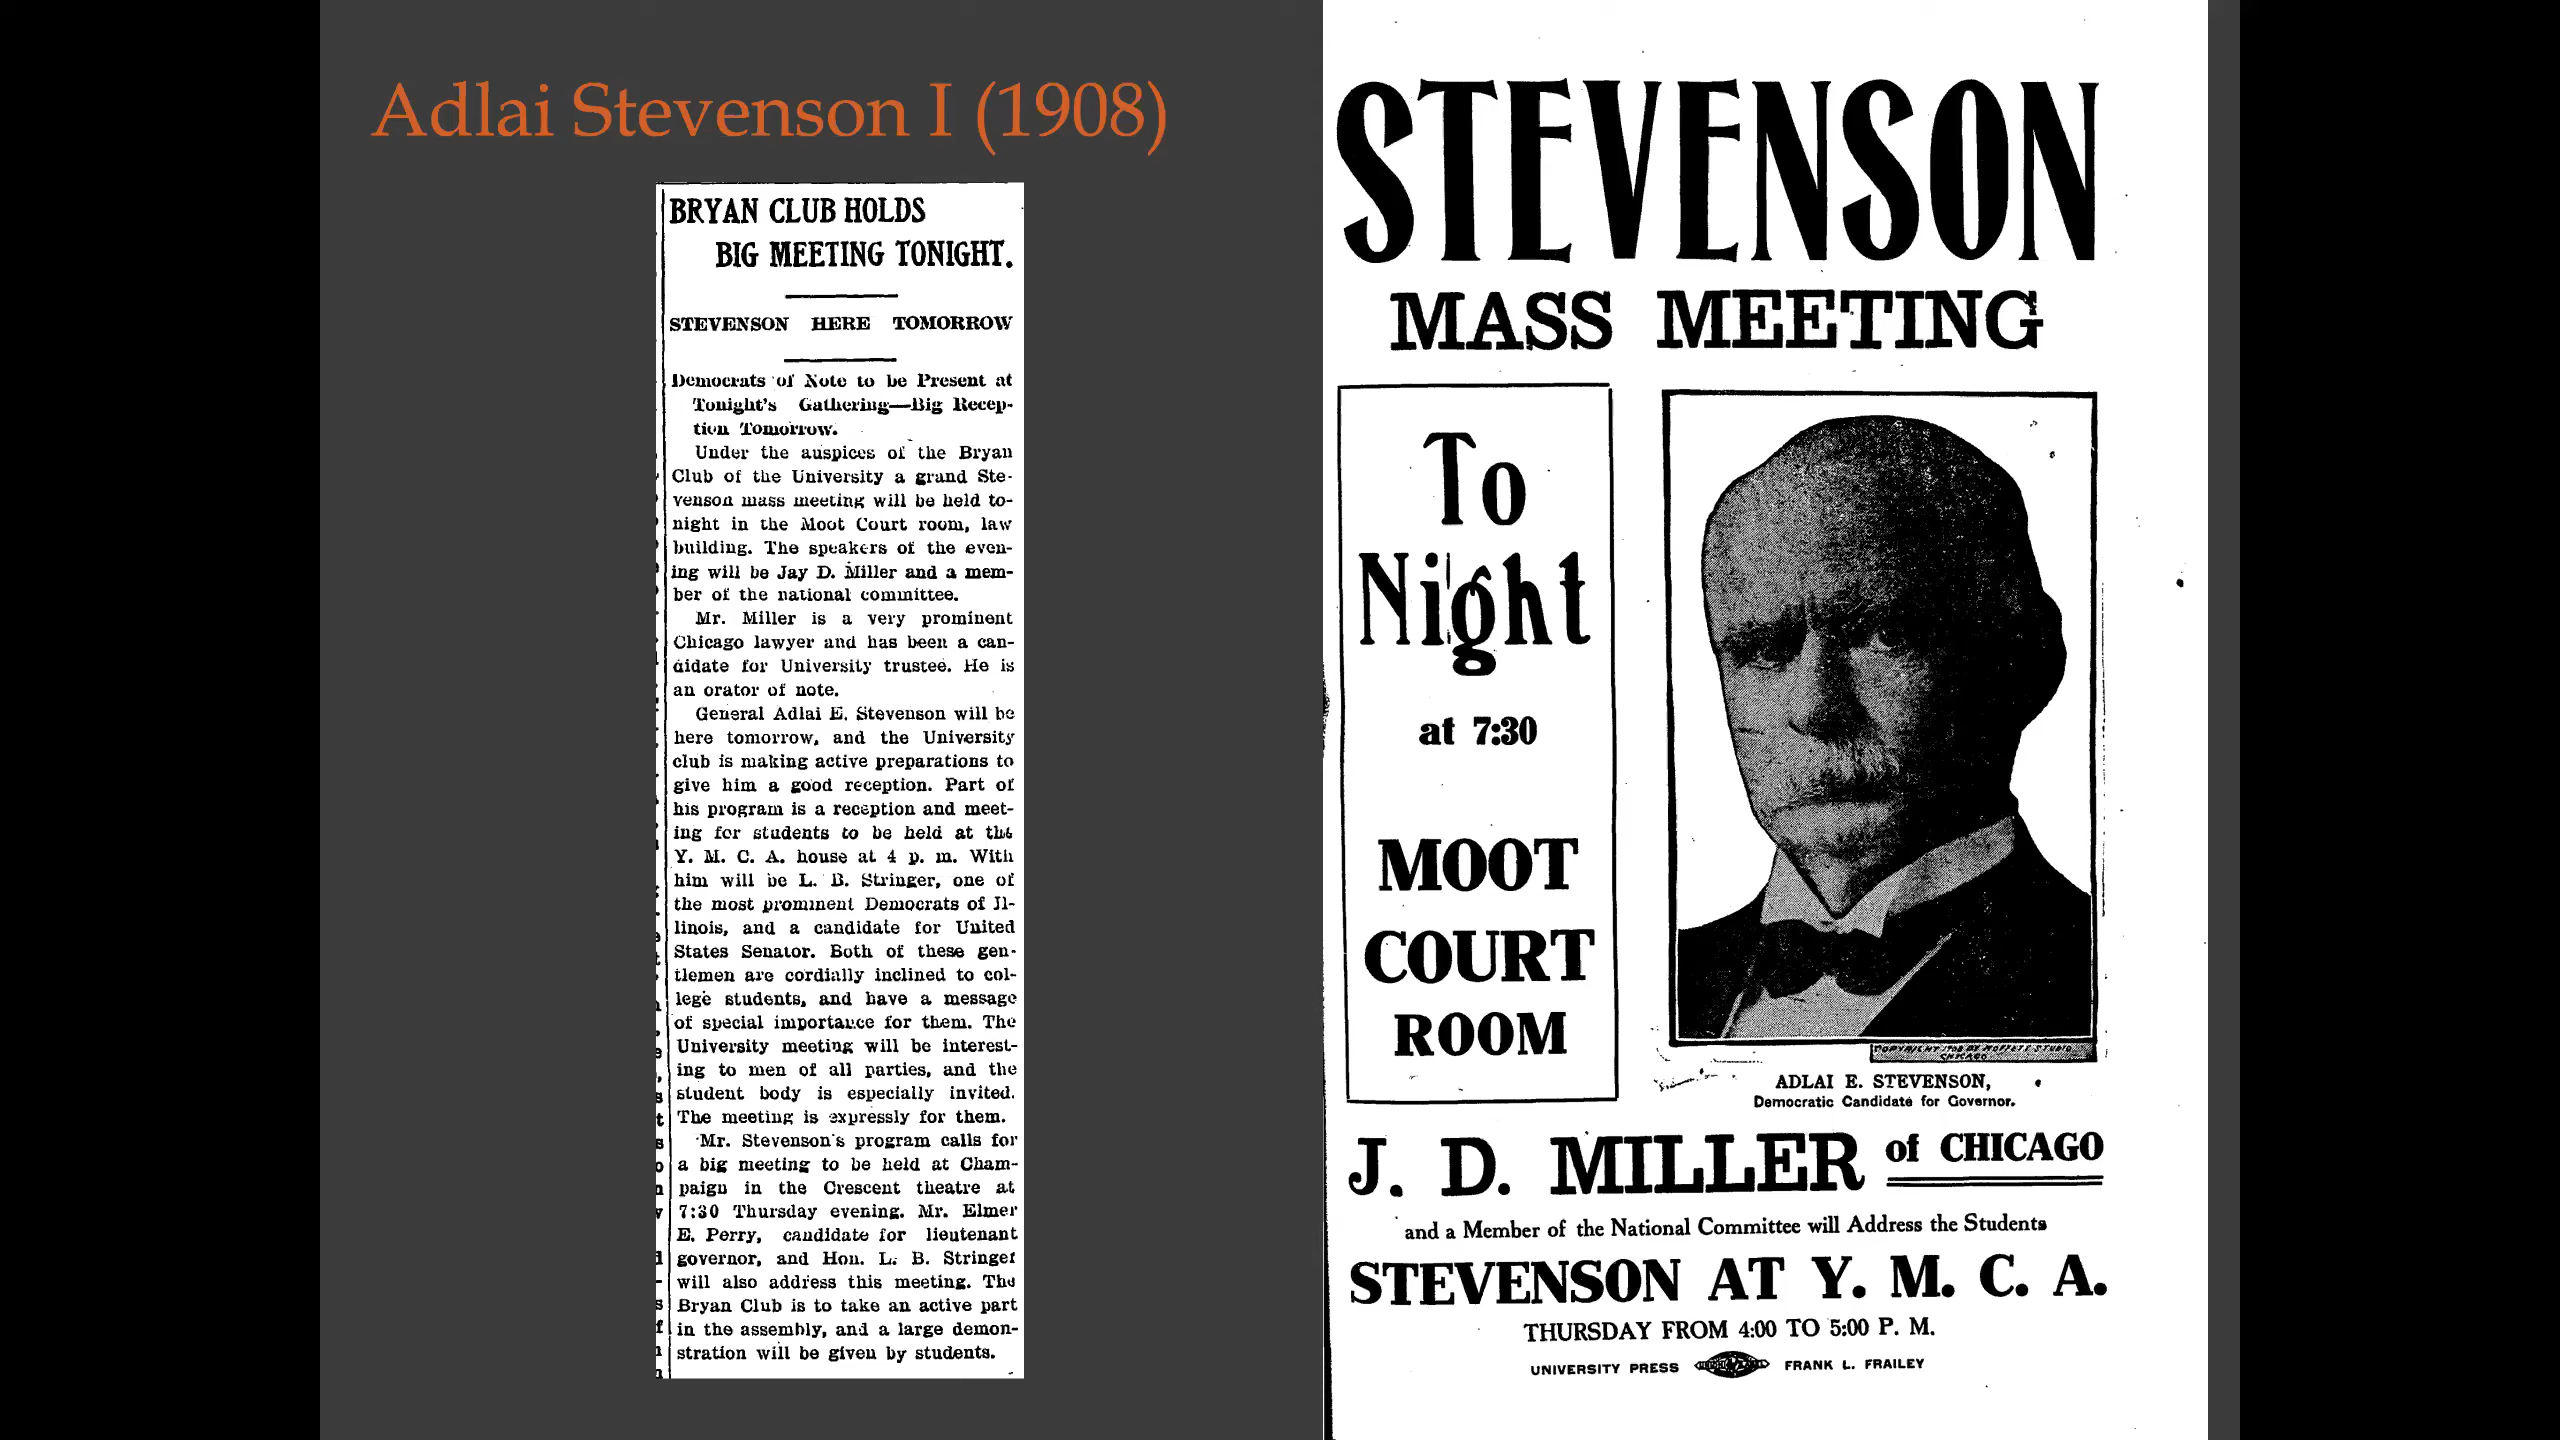 Adlai Stevenson I (1908)
BRYAN CLUB HOLDS
BIG MEETING TONIGHT.
STEVENSON HERE TOMORROW
Democrats of Note to be Present at
Tonight's Gathering—Big Recep-
tion Tomorrow.
Under the auspices of the Bryan
Club of the University a grand Ste-
venson mass meeting will be held to-
night in the Moot Court room, law
building. The speakers of the even-
ing will be Jay D. Miller and a mem-
ber of the national committee.
Mr. Miller is a very prominent
Chicago lawyer and has been a can-
didate for University trustee. He is
an orator of note.
General Adlai E. Stevenson will be
here tomorrow, and the University
club is making active preparations to
give him a good reception. Part of
his program is a reception and meet-
ing for students to be held at the
Y. M. C. A. house at 4 p. m. With
him will be L. B. Stringer, one of
the most prominent Democrats of Il-
linois, and a candidate for United
States Senator. Both of these gen-
tlemen are cordially inclined to col-
lege students, and have a message
of special importance for them. The
University meeting will be interest-
ing to men of all parties, and the
student body is especially invited.
The meeting is expressly for them.
Mr. Stevenson's program calls for
a big meeting to be held at Cham-
paign in the Crescent theatre at
7:30 Thursday evening. Mr. Elmer
E. Perry, candidate for lieutenant
governor, and Hon. L. B. Stringer
will also address this meeting. The
Bryan Club is to take an active part
in the assembly, and a large demon-
stration will be given by students.
STEVENSON
MASS MEETING
To
Night
at 7:30
MOOT
COURT
ROOM
COPYRIGHT 1908 BY MOFFETT STUDIO
CHICAGO
ADLAI E. STEVENSON,
Democratic Candidate for Governor.
J. D. MILLER of CHICAGO
and a Member of the National Committee will Address the Students
STEVENSON AT Y. M. C. A.
THURSDAY FROM 4:00 TO 5:00 P. M.
UNIVERSITY PRESS FRANK L. FRAILEY